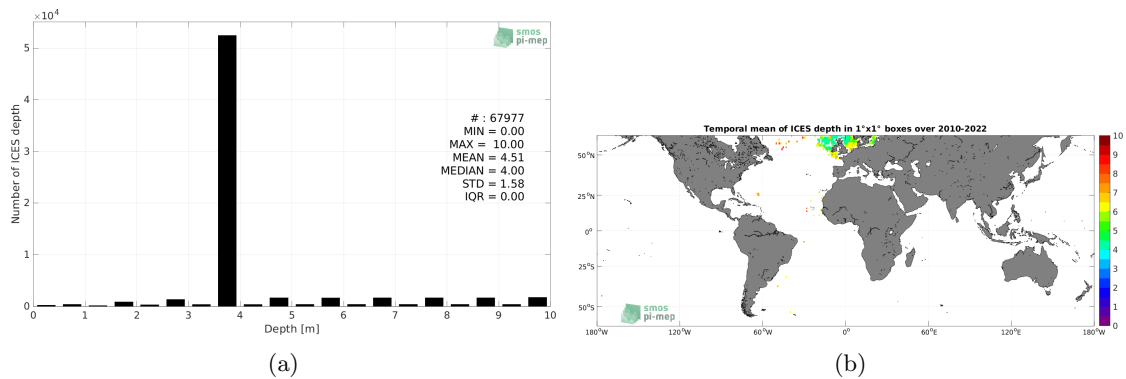 ×10⁴
5
4
3
2
1
0
Number of ICES depth
0 1 2 3 4 5 6 7 8 9 10
Depth [m]
smos
pi-mep
# : 67977
MIN = 0.00
MAX = 10.00
MEAN = 4.51
MEDIAN = 4.00
STD = 1.58
IQR = 0.00
(a)
Temporal mean of ICES depth in 1°x1° boxes over 2010-2022
50°N
25°N
0°
25°S
50°S
180°W 120°W 60°W 0° 60°E 120°E 180°W
smos
pi-mep
10
9
8
7
6
5
4
3
2
1
0
(b)